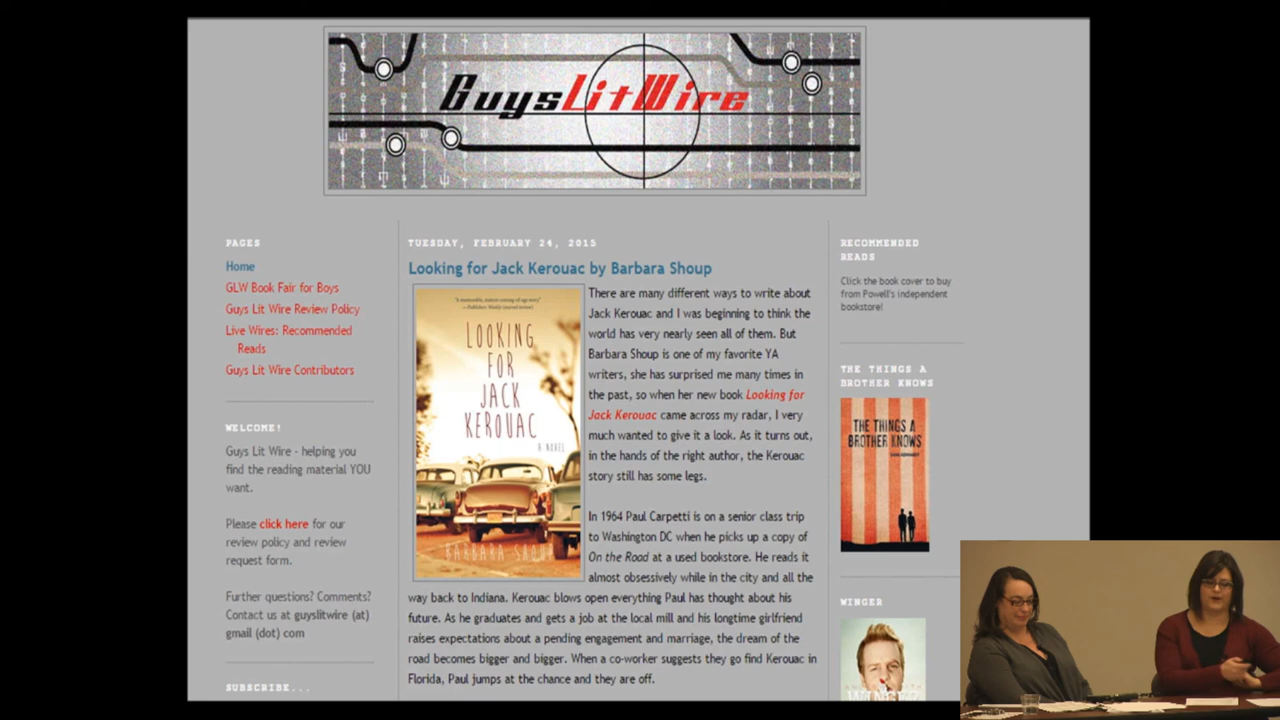 GuysLitWire
PAGES
Home
GLW Book Fair for Boys
Guys Lit Wire Review Policy
Live Wires: Recommended
Reads
Guys Lit Wire Contributors
WELCOME!
Guys Lit Wire - helping you
find the reading material YOU
want.
Please click here for our
review policy and review
request form.
Further questions? Comments?
Contact us at guyslitwire (at)
gmail (dot) com
SUBSCRIBE...
TUESDAY, FEBRUARY 24, 2015
Looking for Jack Kerouac by Barbara Shoup
LOOKING
FOR
JACK
KEROUAC
A NOVEL
BARBARA SHOUP
There are many different ways to write about
Jack Kerouac and I was beginning to think the
world has very nearly seen all of them. But
Barbara Shoup is one of my favorite YA
writers, she has surprised me many times in
the past, so when her new book Looking for
Jack Kerouac came across my radar, I very
much wanted to give it a look. As it turns out,
in the hands of the right author, the Kerouac
story still has some legs.
In 1964 Paul Carpetti is on a senior class trip
to Washington DC when he picks up a copy of
On the Road at a used bookstore. He reads it
almost obsessively while in the city and all the
way back to Indiana. Kerouac blows open everything Paul has thought about his
future. As he graduates and gets a job at the local mill and his longtime girlfriend
raises expectations about a pending engagement and marriage, the dream of the
road becomes bigger and bigger. When a co-worker suggests they go find Kerouac in
Florida, Paul jumps at the chance and they are off.
RECOMMENDED
READS
Click the book cover to buy
from Powell's independent
bookstore!
THE THINGS A
BROTHER KNOWS
THE THINGS A
BROTHER KNOWS
WINGER
WINGER